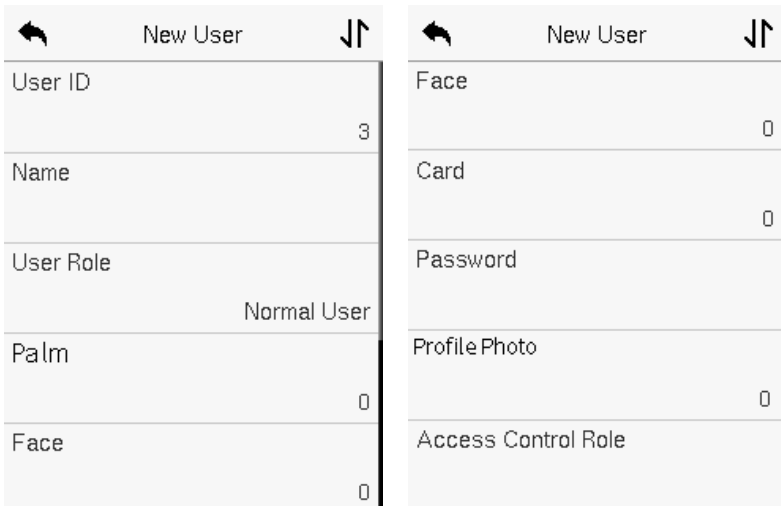 New User
User ID
3
Name
User Role
Normal User
Palm
0
Face
0
New User
Face
0
Card
0
Password
Profile Photo
0
Access Control Role